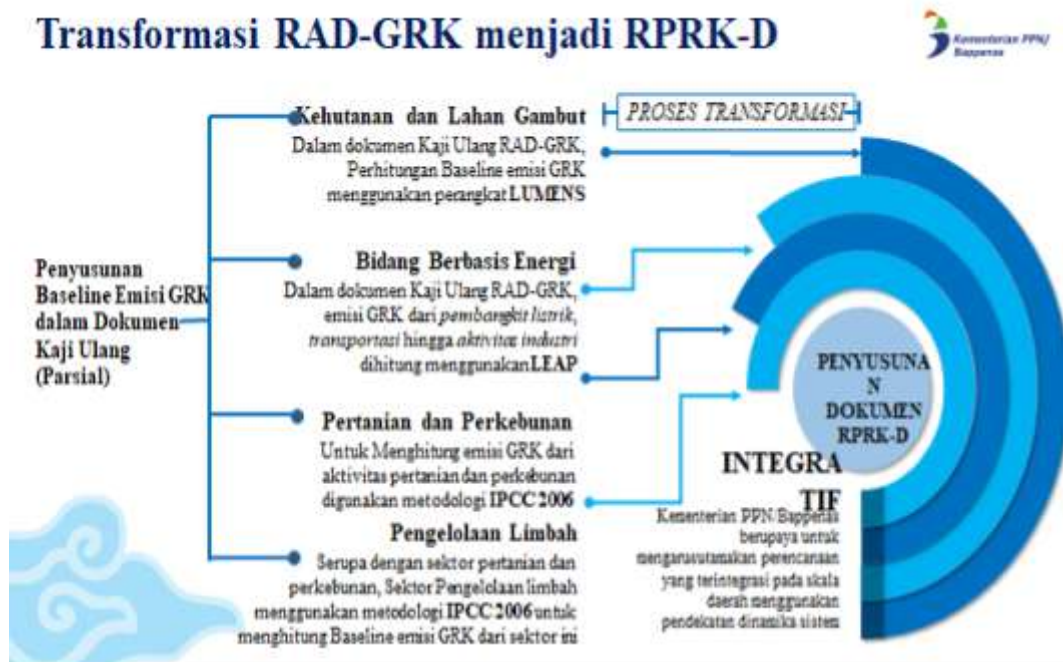 Transformasi RAD-GRK menjadi RPRK-D
Kementerian PPN/
Bappenas
Kehutanan dan Lahan Gambut
Dalam dokumen Kaji Ulang RAD-GRK,
Perhitungan Baseline emisi GRK
menggunakan perangkat LUMENS
PROSES TRANSFORMASI
Penyusunan
Baseline Emisi GRK
dalam Dokumen
Kaji Ulang
(Parsial)
Bidang Berbasis Energi
Dalam dokumen Kaji Ulang RAD-GRK,
emisi GRK dari pembangkit listrik,
transportasi hingga aktivitas industri
dihitung menggunakan LEAP
Pertanian dan Perkebunan
Untuk Menghitung emisi GRK dari
aktivitas pertanian dan perkebunan
digunakan metodologi IPCC 2006
Pengelolaan Limbah
Serupa dengan sektor pertanian dan
perkebunan, Sektor Pengelolaan limbah
menggunakan metodologi IPCC 2006 untuk
menghitung Baseline emisi GRK dari sektor ini
PENYUSUNA
N
DOKUMEN
RPRK-D
INTEGRA
TIF
Kementerian PPN/Bappenas
berupaya untuk
mengarusutamakan perencanaan
yang terintegrasi pada skala
daerah menggunakan
pendekatan dinamika sistem